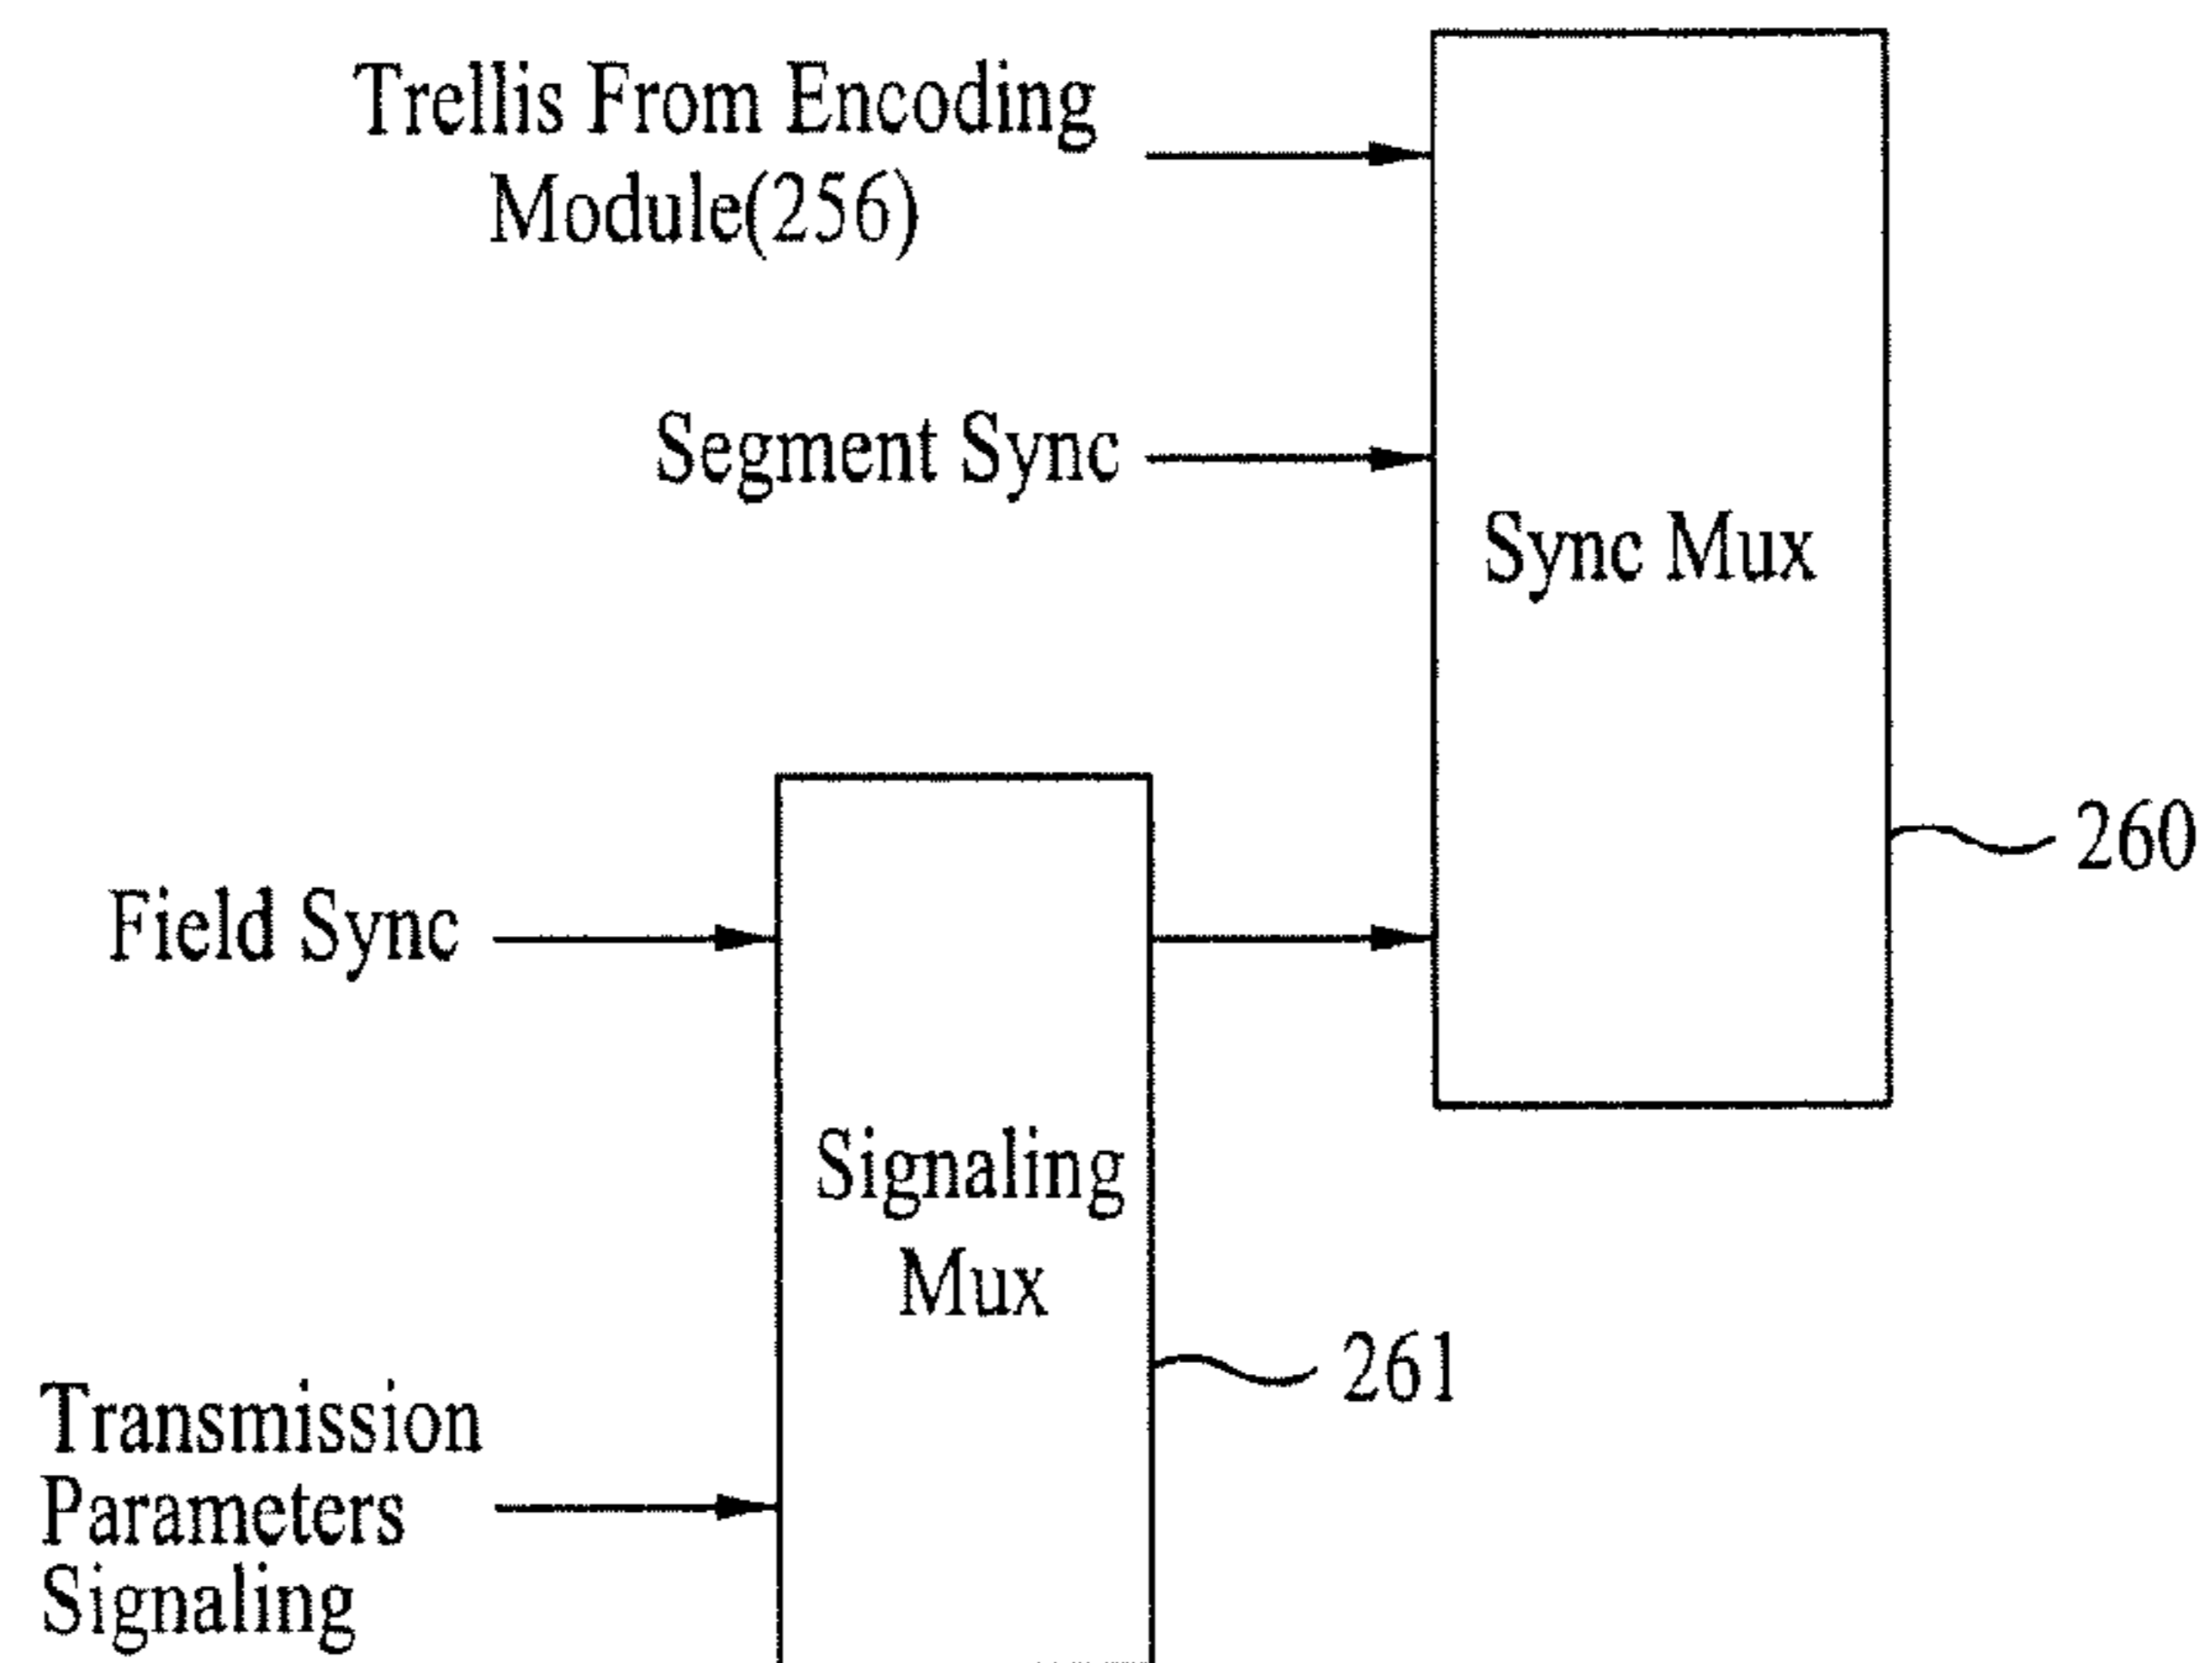 Trellis From Encoding
Module(256)
Segment Sync
Sync Mux
260
Field Sync
Signaling
Mux
261
Transmission
Parameters
Signaling